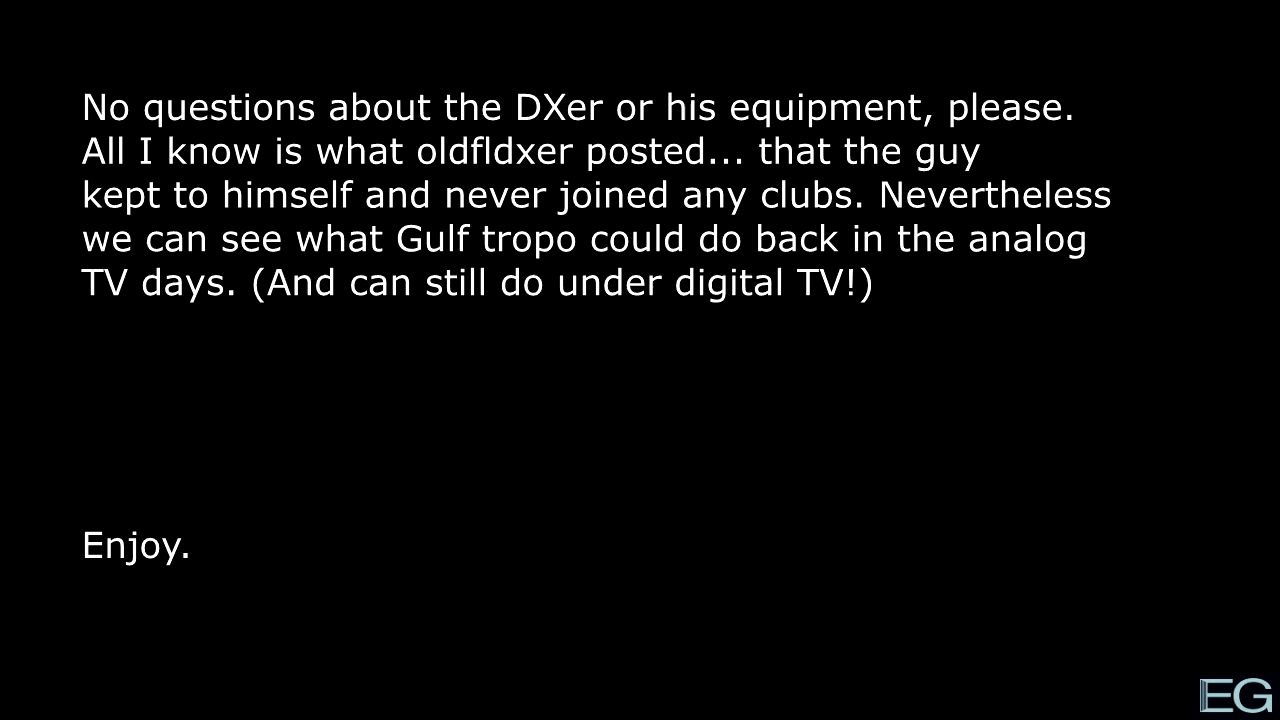 No questions about the DXer or his equipment, please.
All I know is what oldfldxer posted... that the guy
kept to himself and never joined any clubs. Nevertheless
we can see what Gulf tropo could do back in the analog
TV days. (And can still do under digital TV!)
Enjoy.
EG